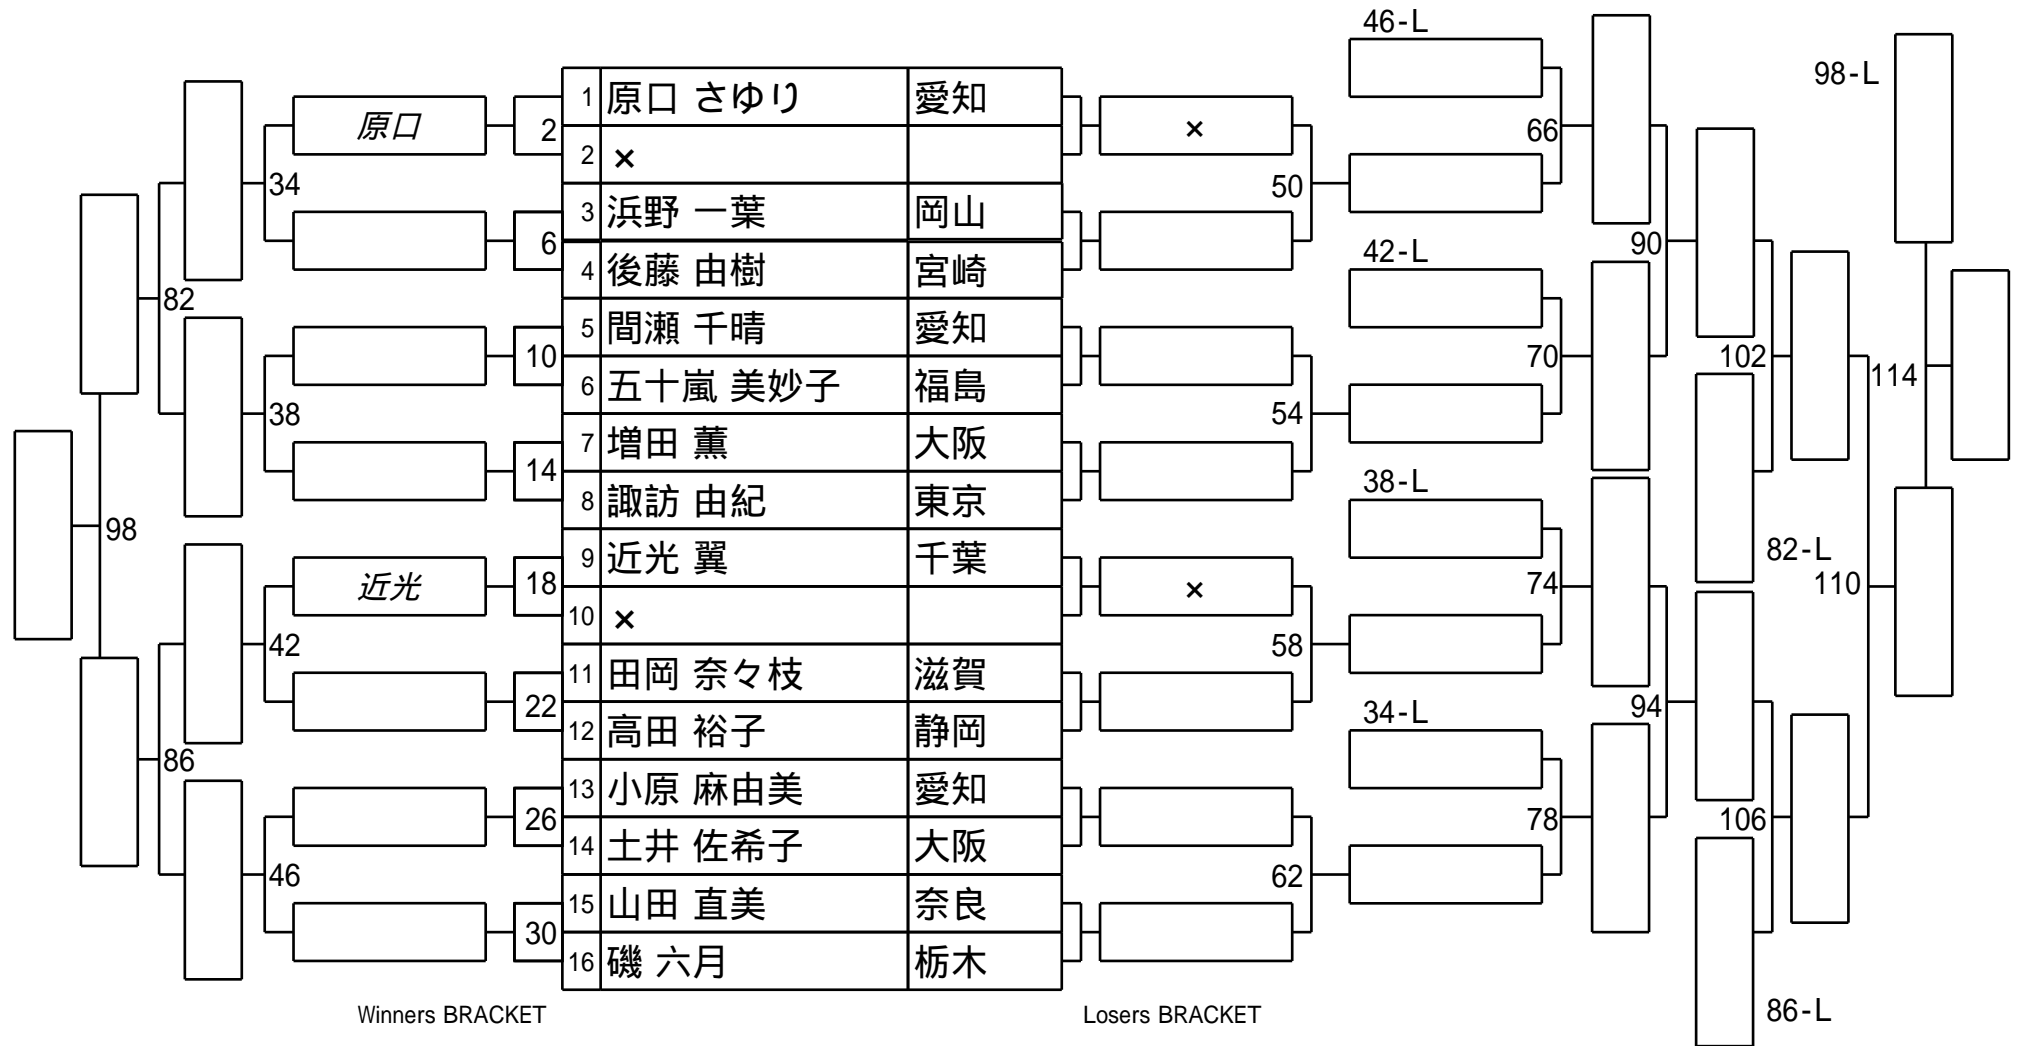 46-L
98-L
1 原口 さゆり 愛知
原口
2
×
66
2 ×
34
50
3 浜野 一葉 岡山
6
90
42-L
4 後藤 由樹 宮崎
82
5 間瀬 千晴 愛知
10
70
102
114
6 五十嵐 美妙子 福島
38
54
7 増田 薫 大阪
14
38-L
8 諏訪 由紀 東京
98
82-L
9 近光 翼 千葉
近光
18
×
74
110
10 ×
42
58
11 田岡 奈々枝 滋賀
22
34-L
94
12 高田 裕子 静岡
86
13 小原 麻由美 愛知
26
78
106
14 土井 佐希子 大阪
46
62
15 山田 直美 奈良
30
16 磯 六月 栃木
Winners BRACKET
Losers BRACKET
86-L